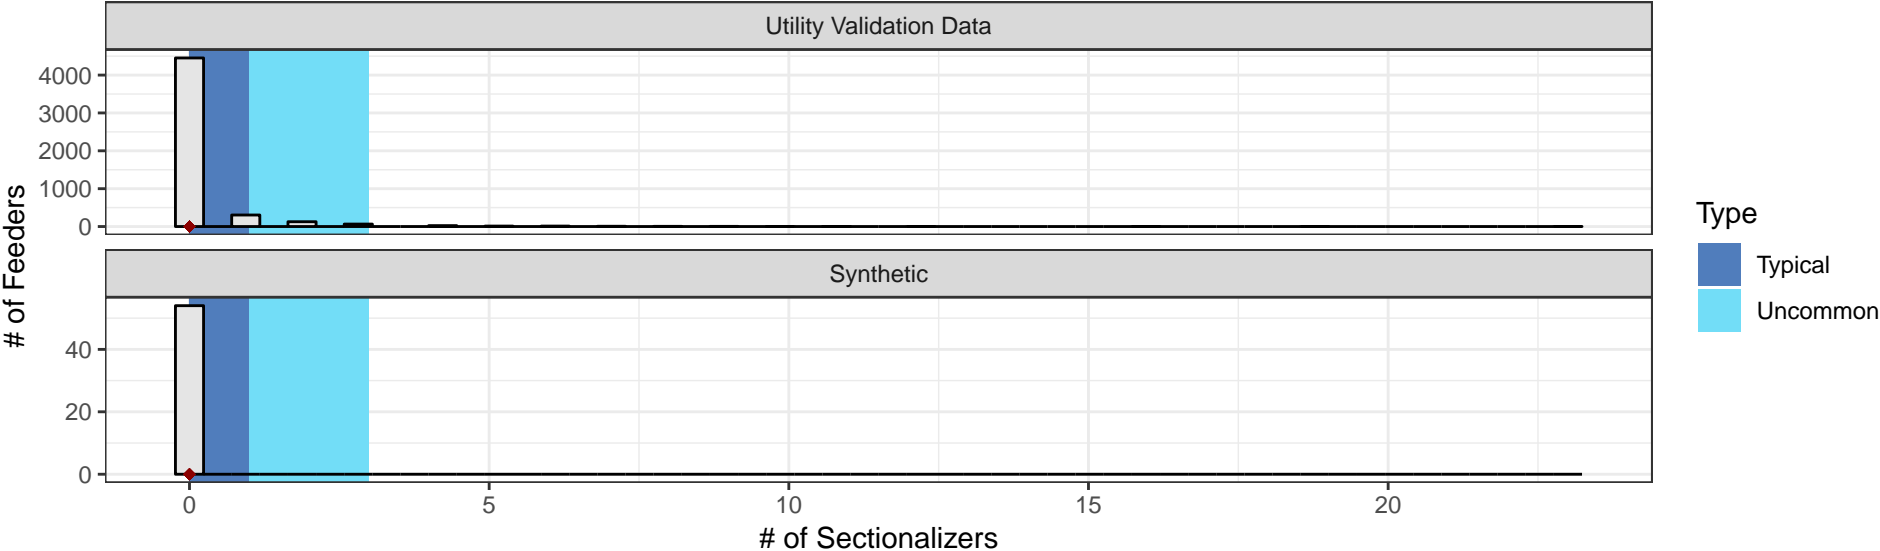 Utility Validation Data
4000
3000
2000
1000
0
Synthetic
40
20
0
0 5 10 15 20
# of Sectionalizers
# of Feeders
Type
Typical
Uncommon